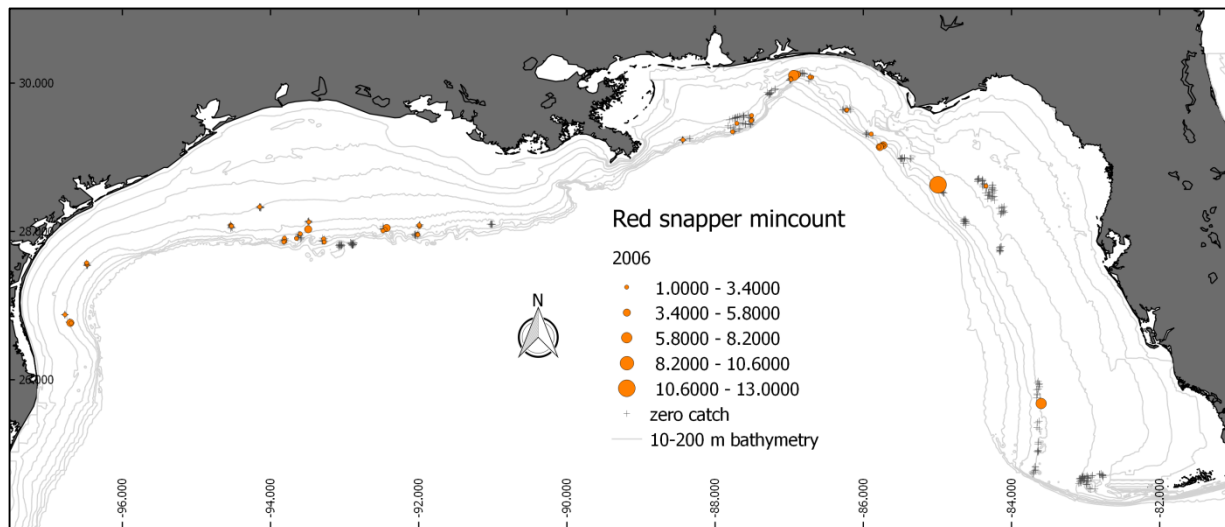 30.000
28.000
26.000
Red snapper mincount
2006
1.0000 - 3.4000
3.4000 - 5.8000
5.8000 - 8.2000
8.2000 - 10.6000
10.6000 - 13.0000
zero catch
10-200 m bathymetry
N
-96.000
-94.000
-92.000
-90.000
-88.000
-86.000
-84.000
-82.000